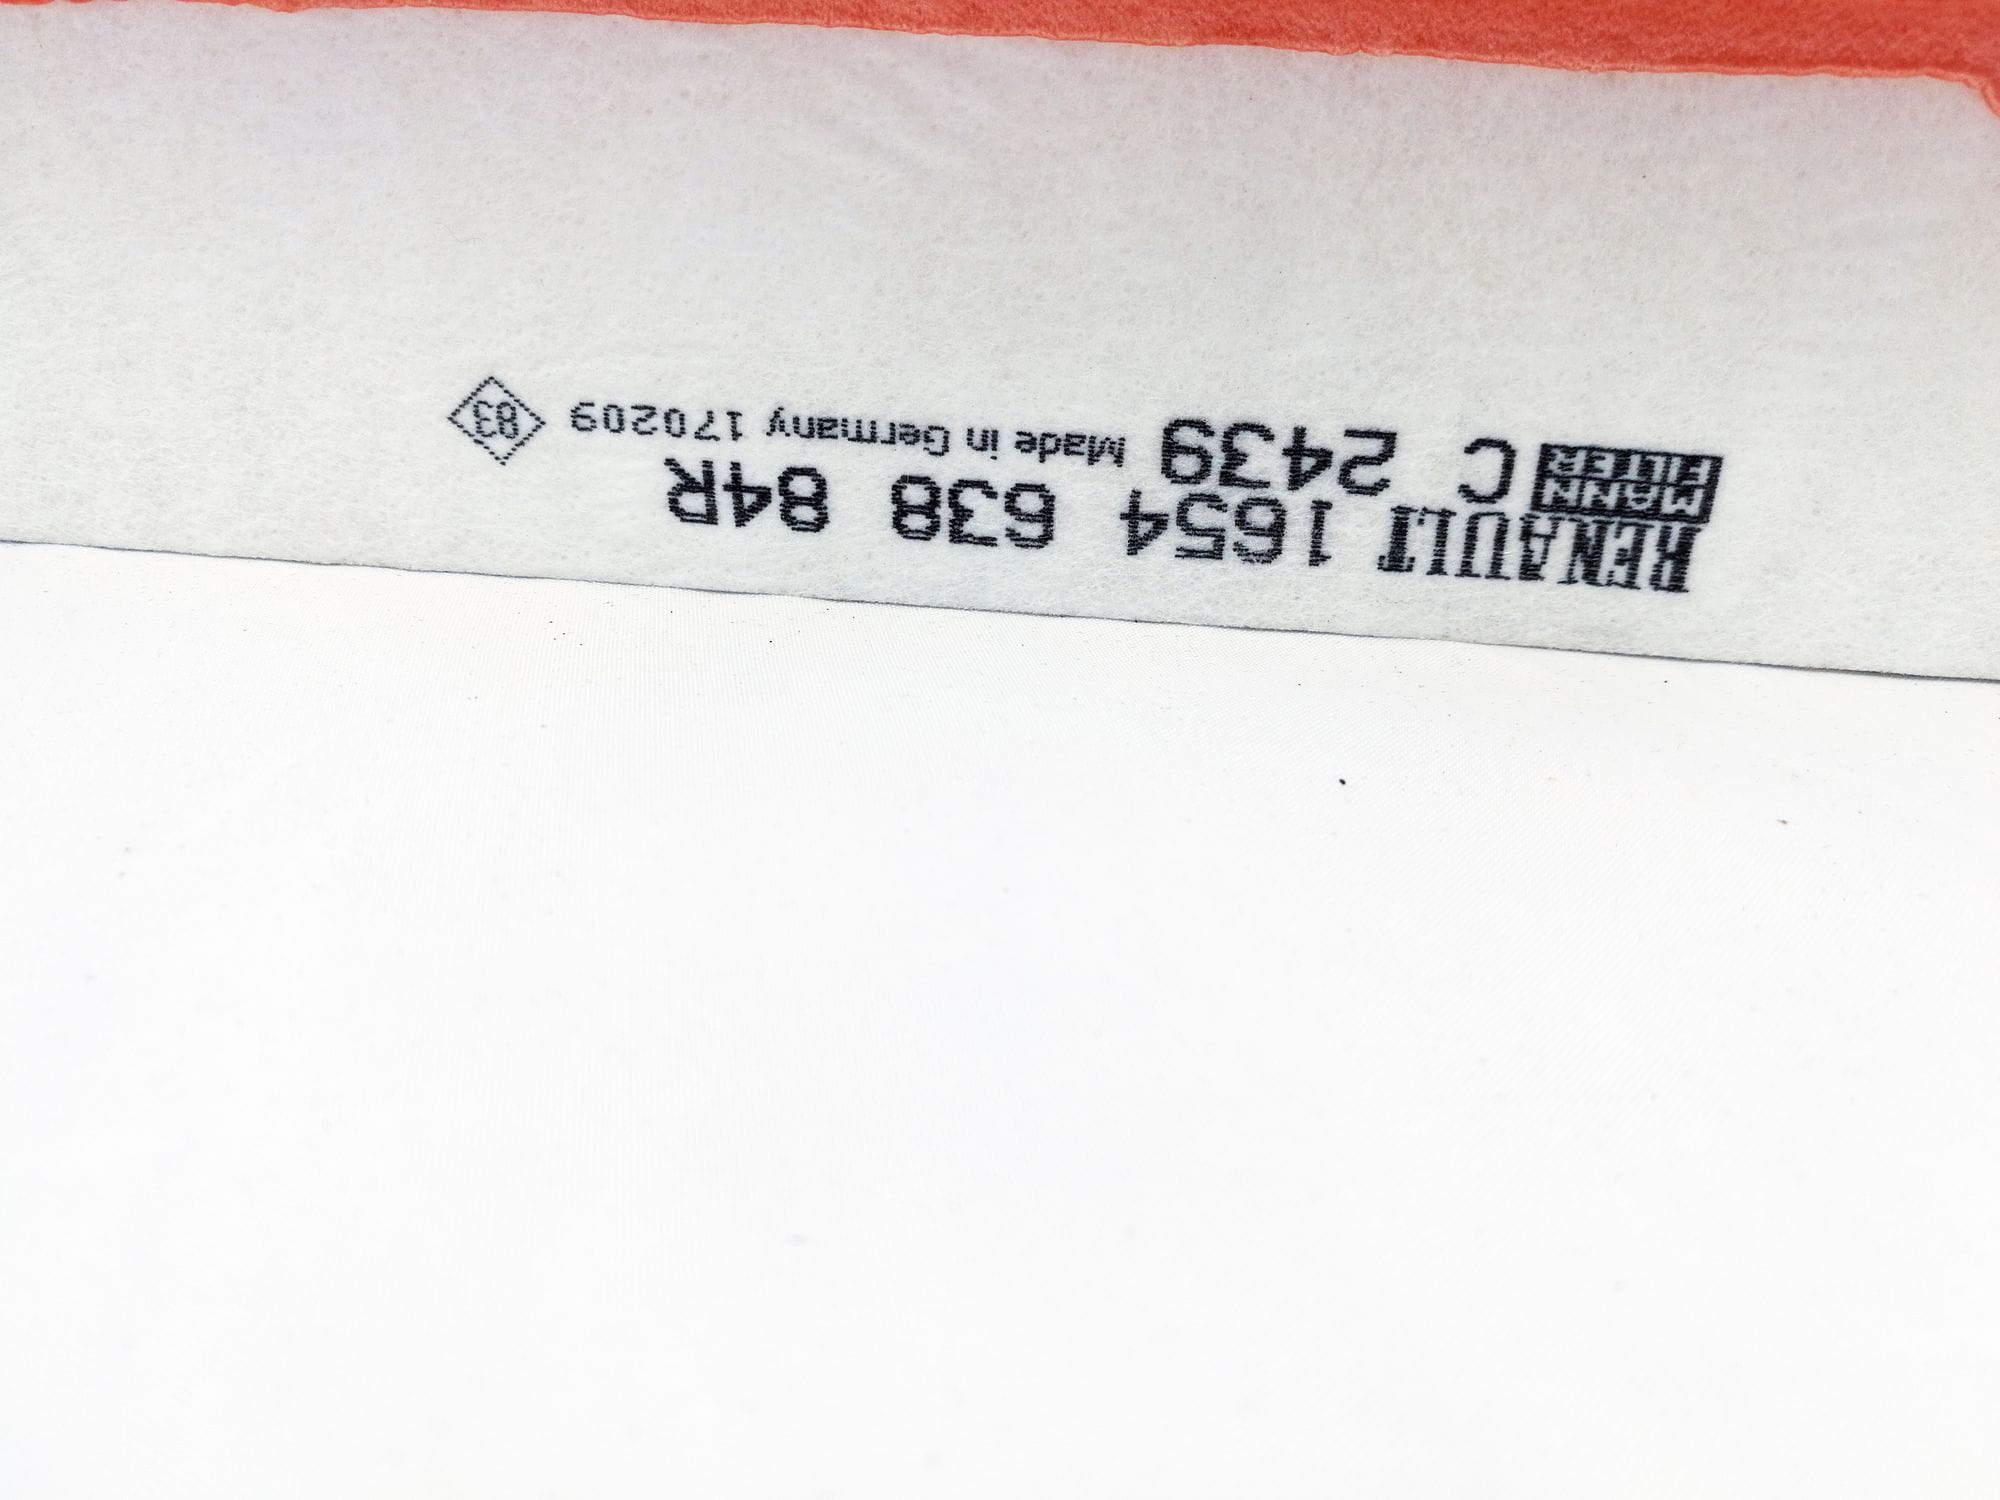 RENAULT 1654 638 84R
MANN
FILTER
C 2439 Made in Germany 170209 83